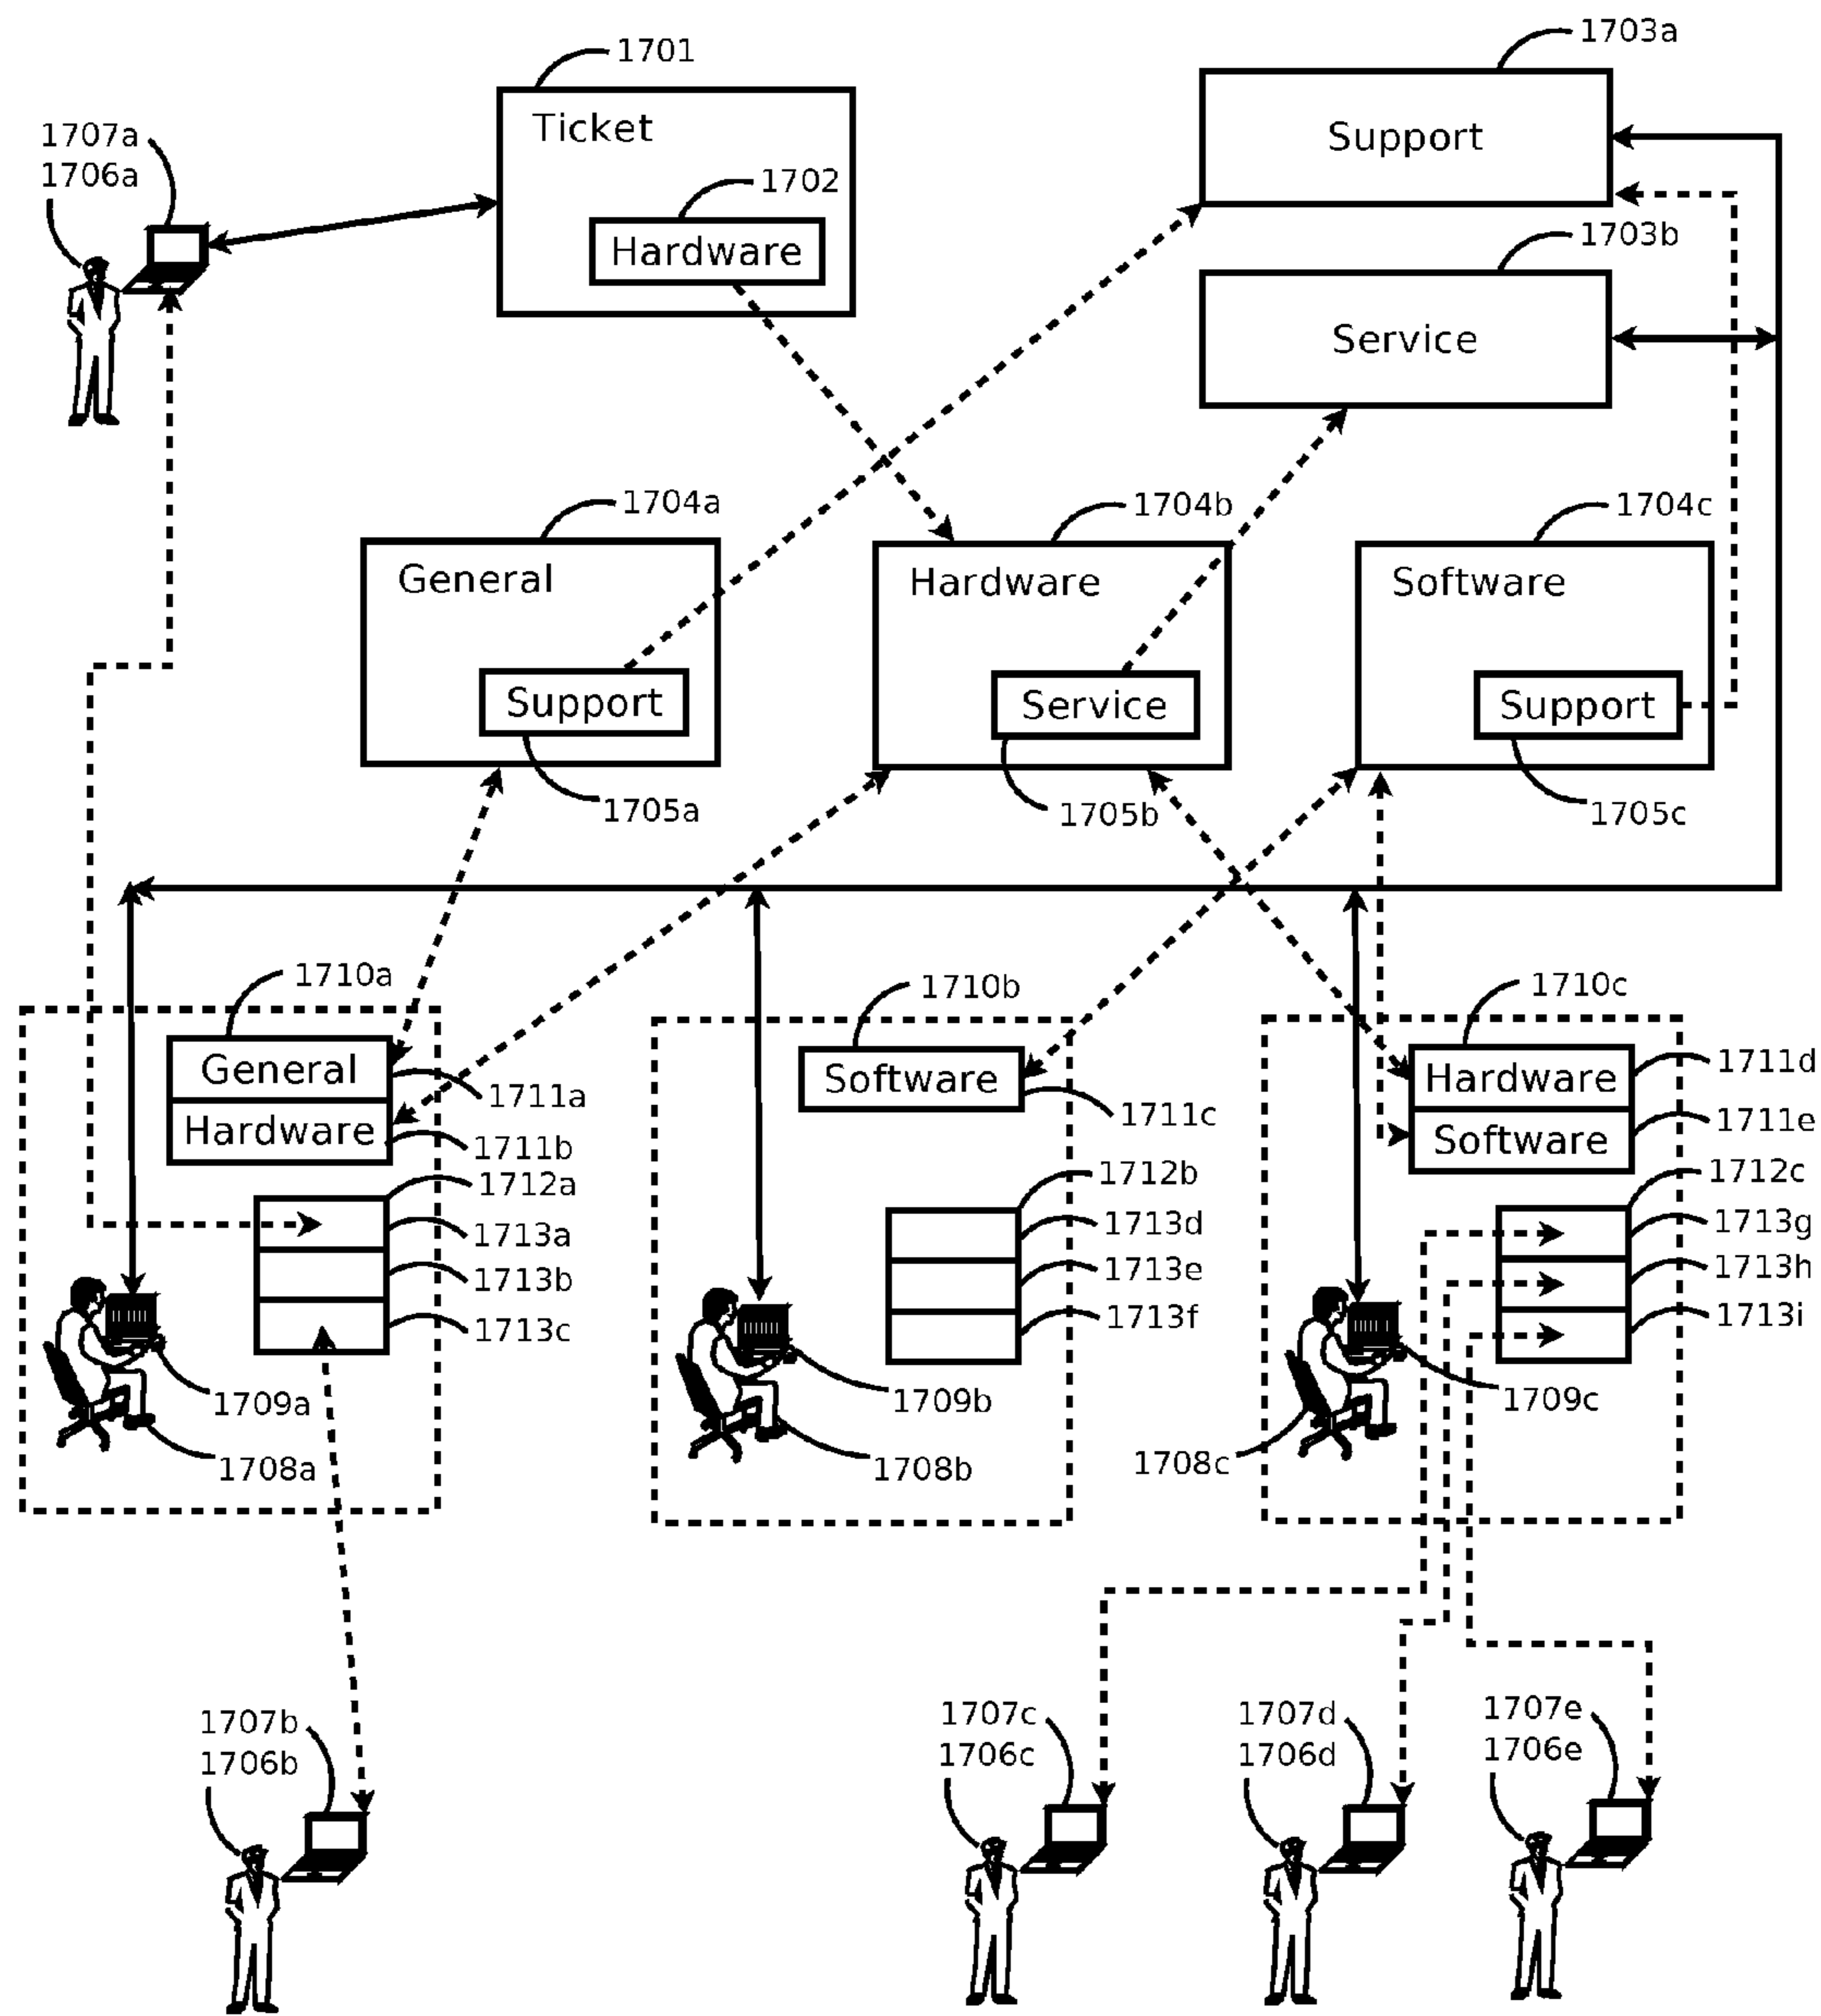 1703a
1701
Ticket
Support
1707a
1706a
1702
Hardware
1703b
Service
1704a
1704b
1704c
General
Hardware
Software
Support
Service
Support
1705a
1705b
1705c
1710a
1710b
1710c
General
Software
Hardware
1711d
1711a
1711c
1711e
Hardware
Software
1711b
1712a
1712b
1712c
1713a
1713d
1713g
1713b
1713e
1713h
1713c
1713f
1713i
1709a
1709b
1709c
1708a
1708b
1708c
1707b
1706b
1707c
1706c
1707d
1706d
1707e
1706e